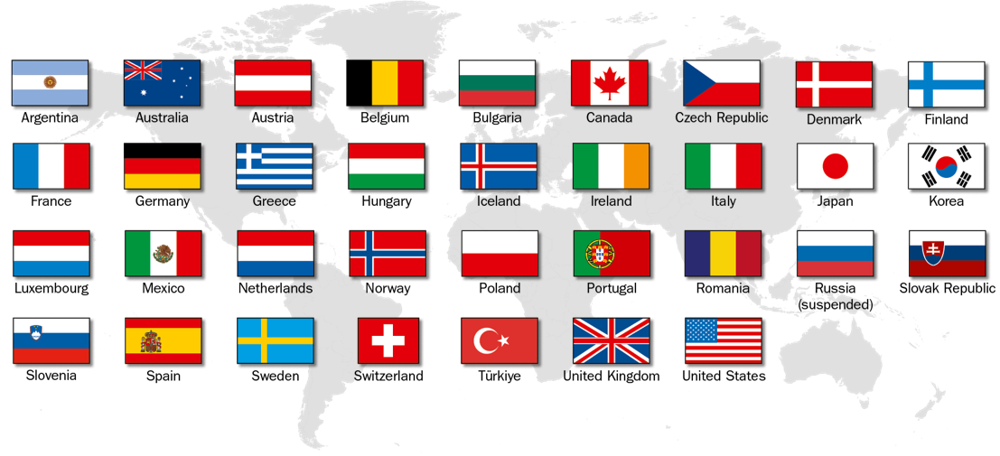 Argentina
Australia
Austria
Belgium
Bulgaria
Canada
Czech Republic
Denmark
Finland
France
Germany
Greece
Hungary
Iceland
Ireland
Italy
Japan
Korea
Luxembourg
Mexico
Netherlands
Norway
Poland
Portugal
Romania
Russia
(suspended)
Slovak Republic
Slovenia
Spain
Sweden
Switzerland
Türkiye
United Kingdom
United States